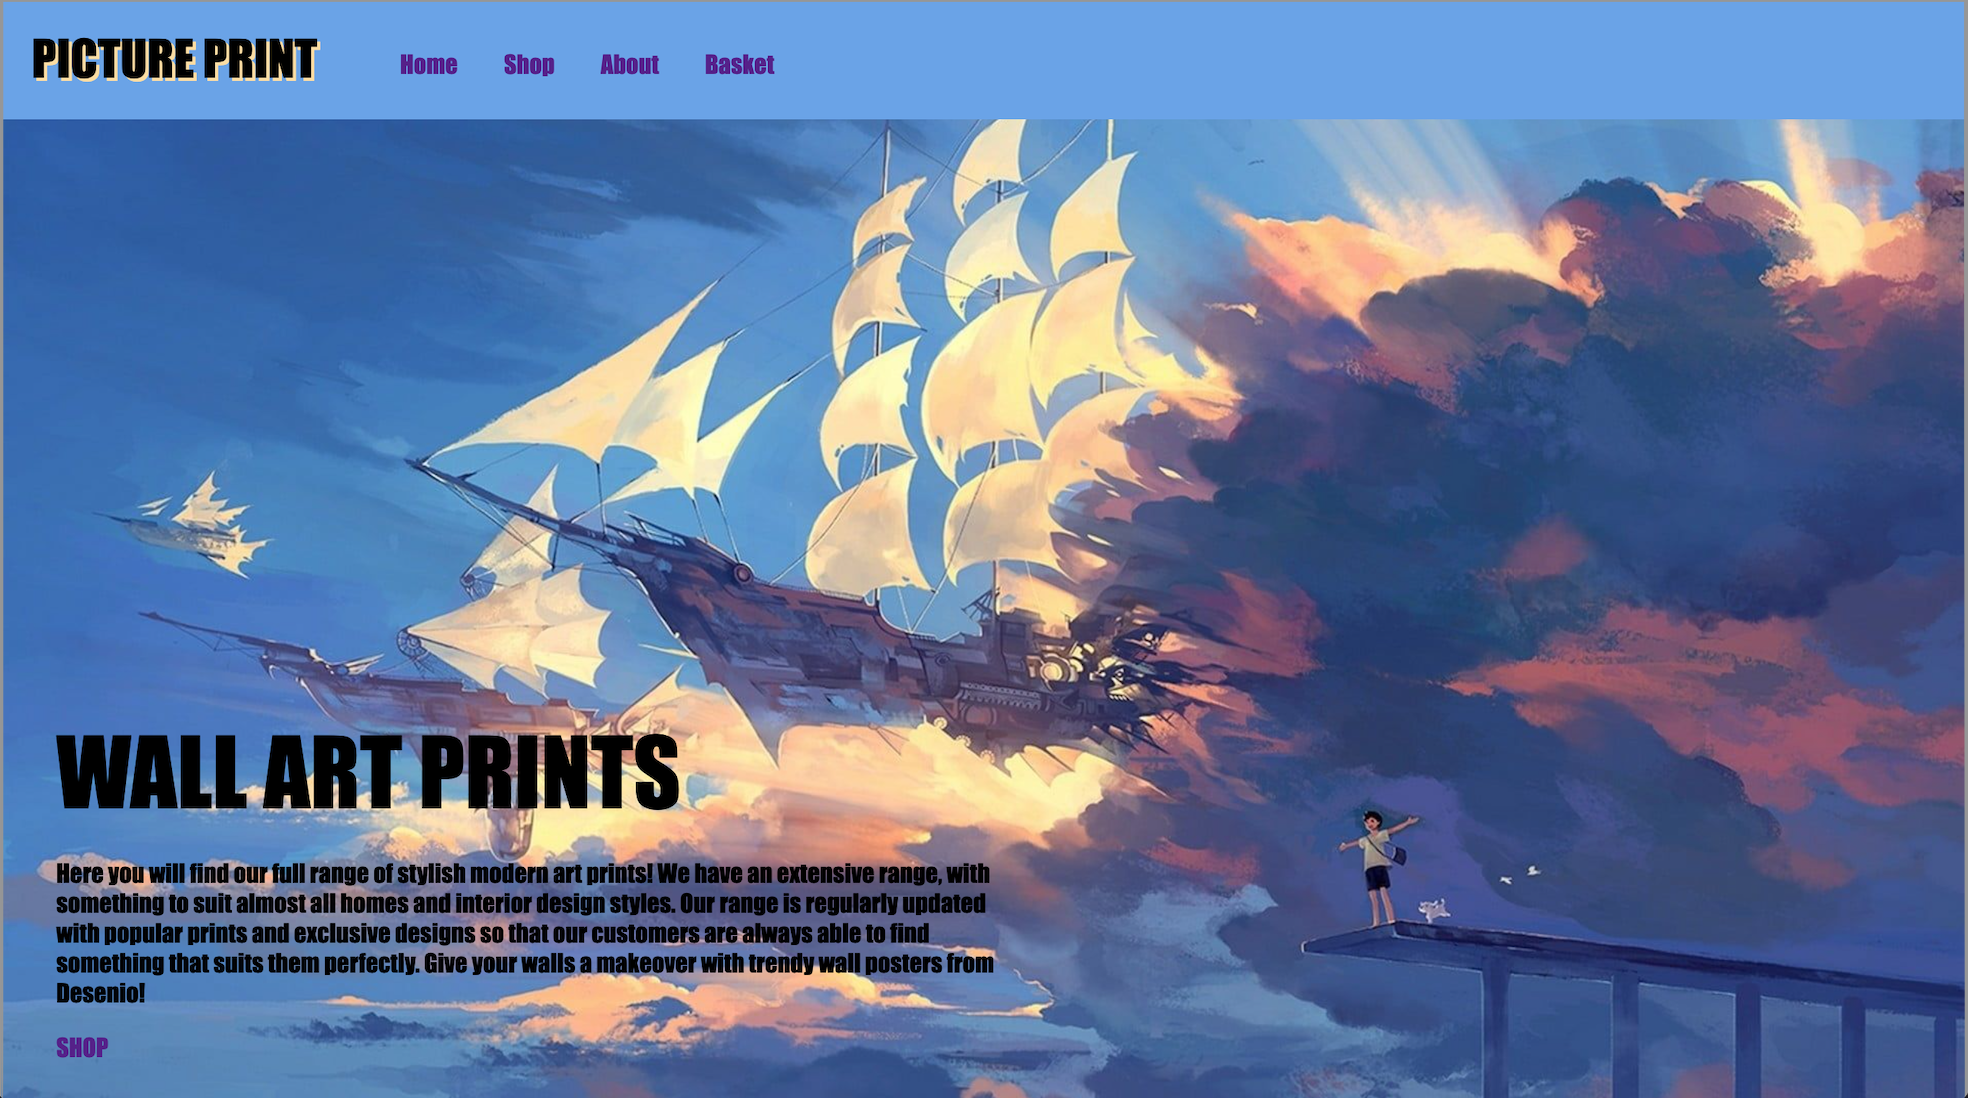 PICTURE PRINT
Home Shop About Basket
WALL ART PRINTS
Here you will find our full range of stylish modern art prints! We have an extensive range, with
something to suit almost all homes and interior design styles. Our range is regularly updated
with popular prints and exclusive designs so that our customers are always able to find
something that suits them perfectly. Give your walls a makeover with trendy wall posters from
Desenio!
SHOP